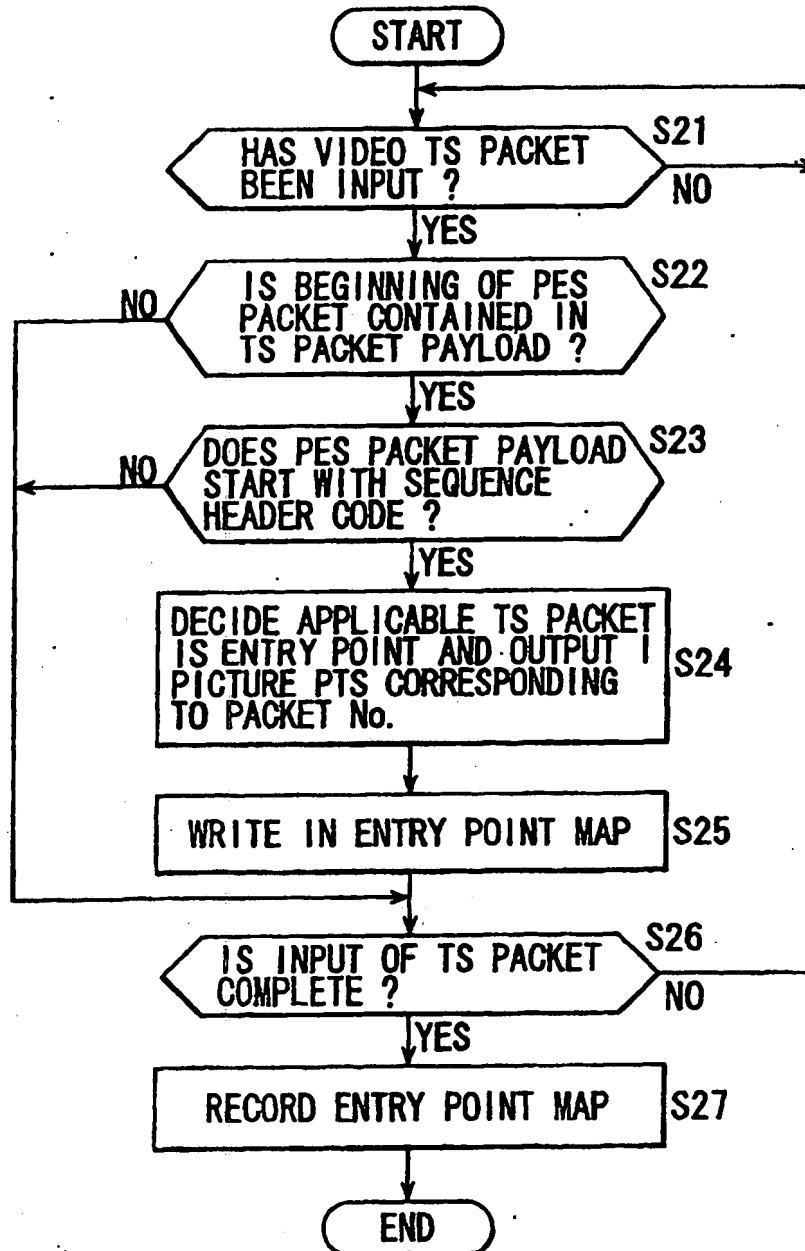 START
HAS VIDEO TS PACKET
BEEN INPUT ?
S21
NO
YES
IS BEGINNING OF PES
PACKET CONTAINED IN
TS PACKET PAYLOAD ?
S22
NO
YES
DOES PES PACKET PAYLOAD
START WITH SEQUENCE
HEADER CODE ?
S23
NO
YES
DECIDE APPLICABLE TS PACKET
IS ENTRY POINT AND OUTPUT I
PICTURE PTS CORRESPONDING
TO PACKET No.
S24
WRITE IN ENTRY POINT MAP
S25
IS INPUT OF TS PACKET
COMPLETE ?
S26
NO
YES
RECORD ENTRY POINT MAP
S27
END